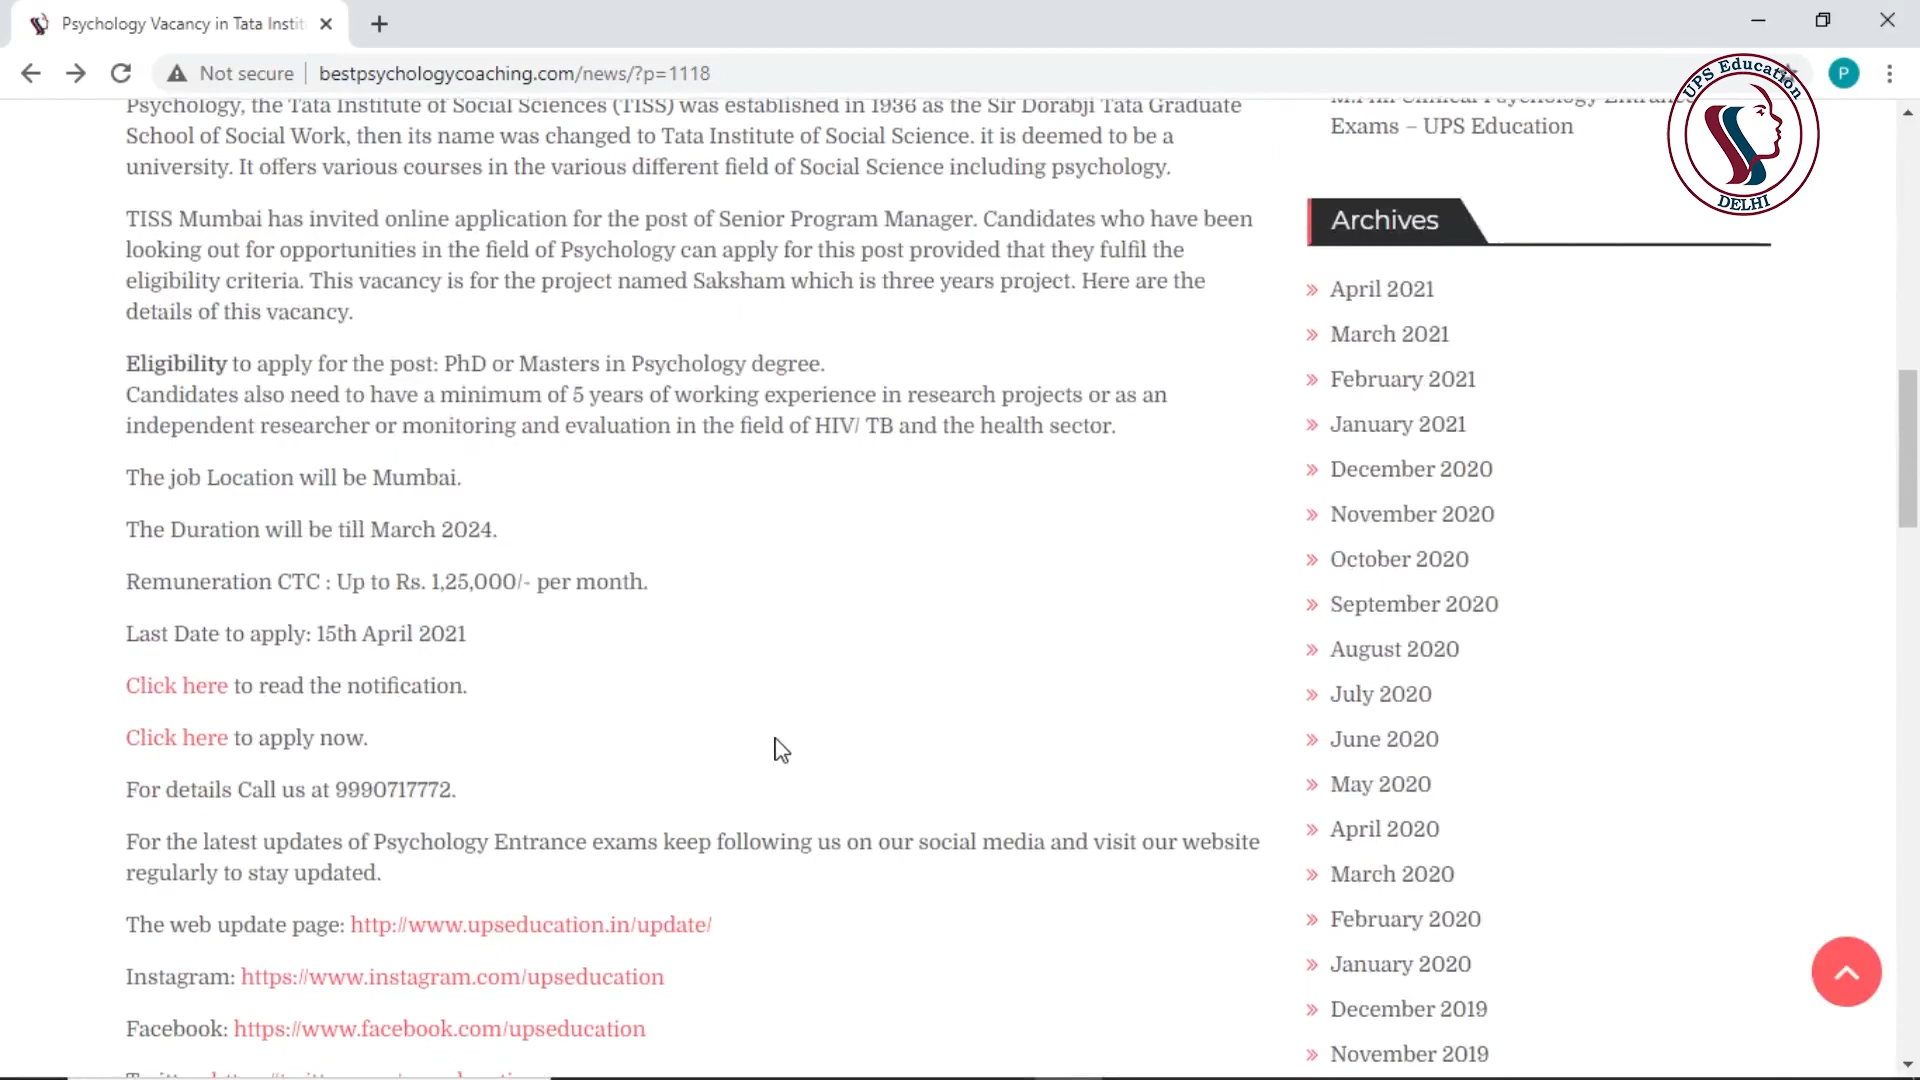 Psychology Vacancy in Tata Instit
Not secure
bestpsychologycoaching.com/news/?p=1118
P
UPS Education
DELHI
Psychology, the Tata Institute of Social Sciences (TISS) was established in 1936 as the Sir Dorabji Tata Graduate
School of Social Work, then its name was changed to Tata Institute of Social Science. it is deemed to be a
university. It offers various courses in the various different field of Social Science including psychology.
TISS Mumbai has invited online application for the post of Senior Program Manager. Candidates who have been
looking out for opportunities in the field of Psychology can apply for this post provided that they fulfil the
eligibility criteria. This vacancy is for the project named Saksham which is three years project. Here are the
details of this vacancy.
Eligibility to apply for the post: PhD or Masters in Psychology degree.
Candidates also need to have a minimum of 5 years of working experience in research projects or as an
independent researcher or monitoring and evaluation in the field of HIV/ TB and the health sector.
The job Location will be Mumbai.
The Duration will be till March 2024.
Remuneration CTC : Up to Rs. 1,25,000/- per month.
Last Date to apply: 15th April 2021
Click here to read the notification.
Click here to apply now.
For details Call us at 9990717772.
For the latest updates of Psychology Entrance exams keep following us on our social media and visit our website
regularly to stay updated.
The web update page: http://www.upseducation.in/update/
Instagram: https://www.instagram.com/upseducation
Facebook: https://www.facebook.com/upseducation
M.Phil Clinical Psychology Entrance
Exams – UPS Education
Archives
April 2021
March 2021
February 2021
January 2021
December 2020
November 2020
October 2020
September 2020
August 2020
July 2020
June 2020
May 2020
April 2020
March 2020
February 2020
January 2020
December 2019
November 2019